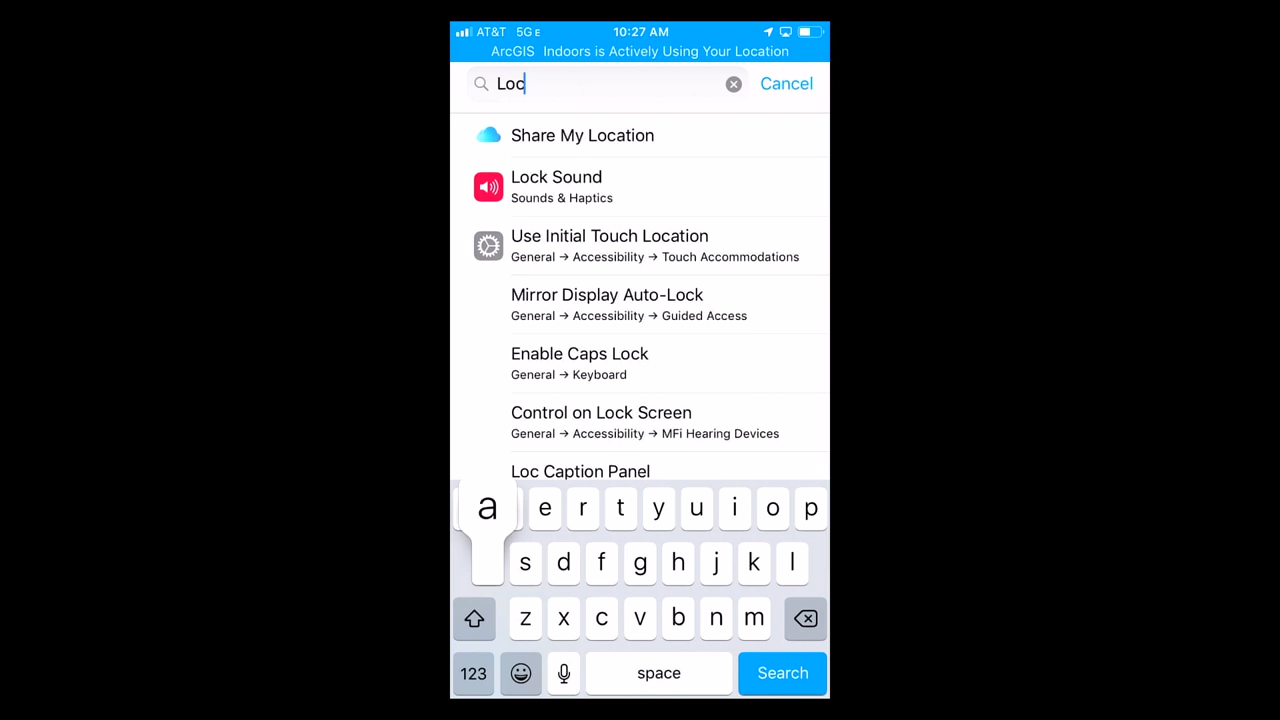 AT&T 5G E 10:27 AM
ArcGIS Indoors is Actively Using Your Location
Loc Cancel
Share My Location
Lock Sound
Sounds & Haptics
Use Initial Touch Location
General → Accessibility → Touch Accommodations
Mirror Display Auto-Lock
General → Accessibility → Guided Access
Enable Caps Lock
General → Keyboard
Control on Lock Screen
General → Accessibility → MFi Hearing Devices
Loc Caption Panel
a e r t y u i o p
s d f g h j k l
z x c v b n m
123 space Search